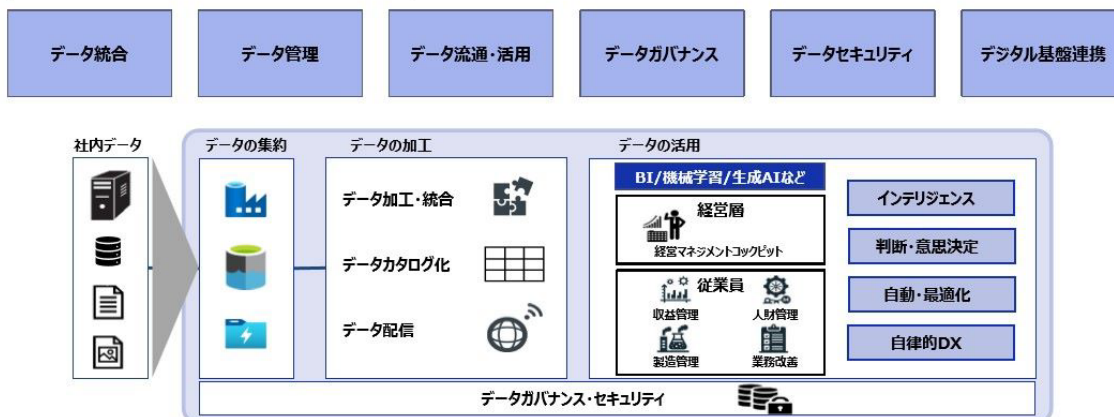 データ統合
データ管理
データ流通・活用
データガバナンス
データセキュリティ
デジタル基盤連携
社内データ
データの集約
データの加工
データ加工・統合
データカタログ化
データ配信
データの活用
BI/機械学習/生成AIなど
経営層
経営マネジメントコックピット
従業員
収益管理
人財管理
製造管理
業務改善
インテリジェンス
判断・意思決定
自動・最適化
自律的DX
データガバナンス・セキュリティ